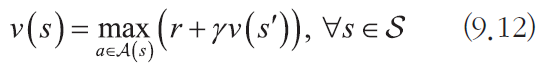 v(s) = max_{a∈𝒜(s)} (r + γv(s′)), ∀s ∈ 𝒮 (9.12)